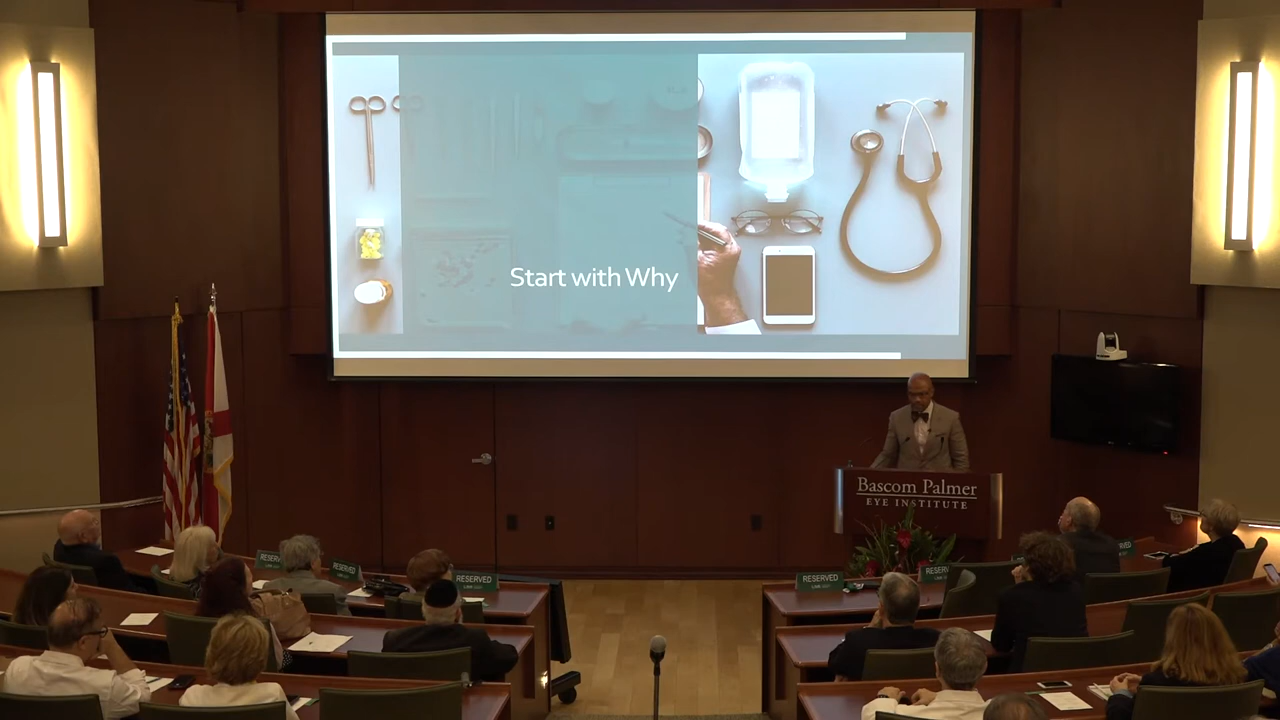 Start with Why
Bascom Palmer
EYE INSTITUTE
RESERVED
RESERVED
RESERVED
RESERVED